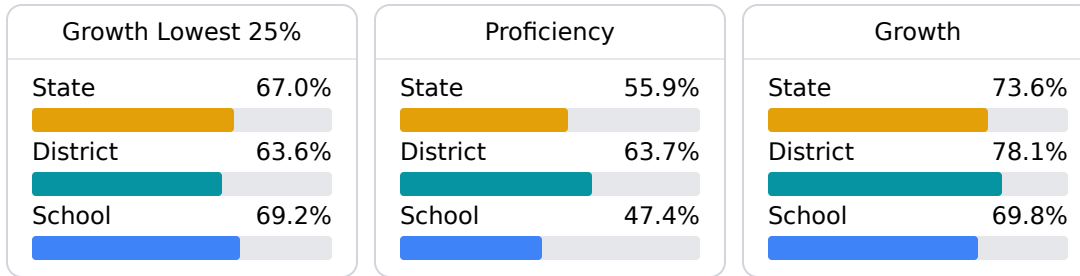 Growth Lowest 25%
State 67.0%
District 63.6%
School 69.2%
Proficiency
State 55.9%
District 63.7%
School 47.4%
Growth
State 73.6%
District 78.1%
School 69.8%